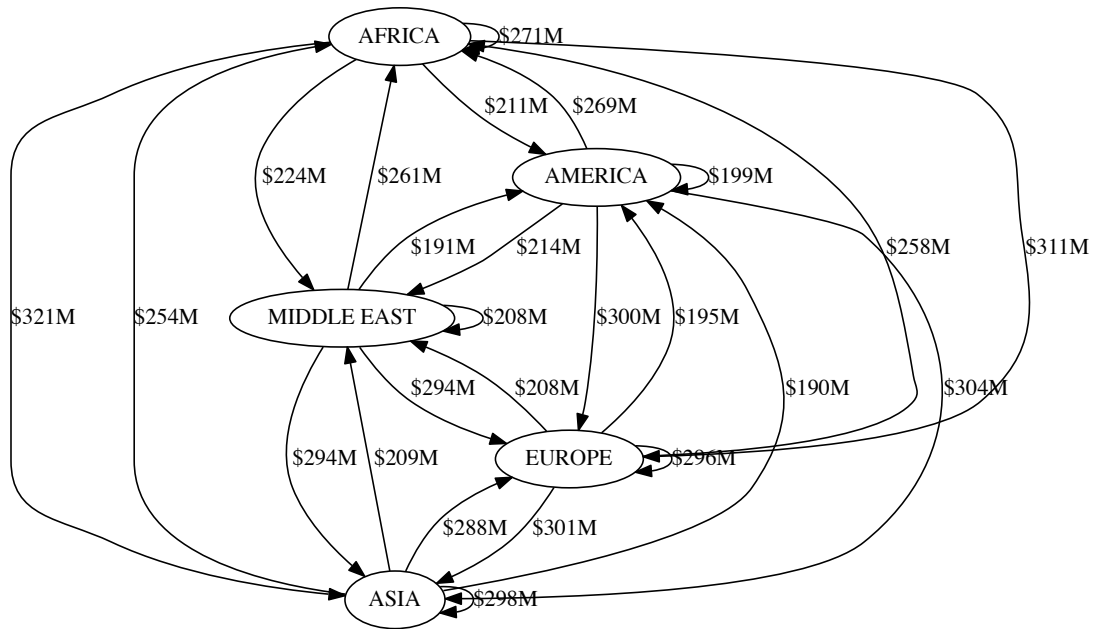 AFRICA
$271M
$211M
$269M
AMERICA
$224M
$261M
$199M
$191M
$214M
$258M
$311M
$321M
$254M
MIDDLE EAST
$208M
$300M
$195M
$294M
$208M
$190M
$304M
$294M
$209M
EUROPE
$296M
$288M
$301M
ASIA
$298M